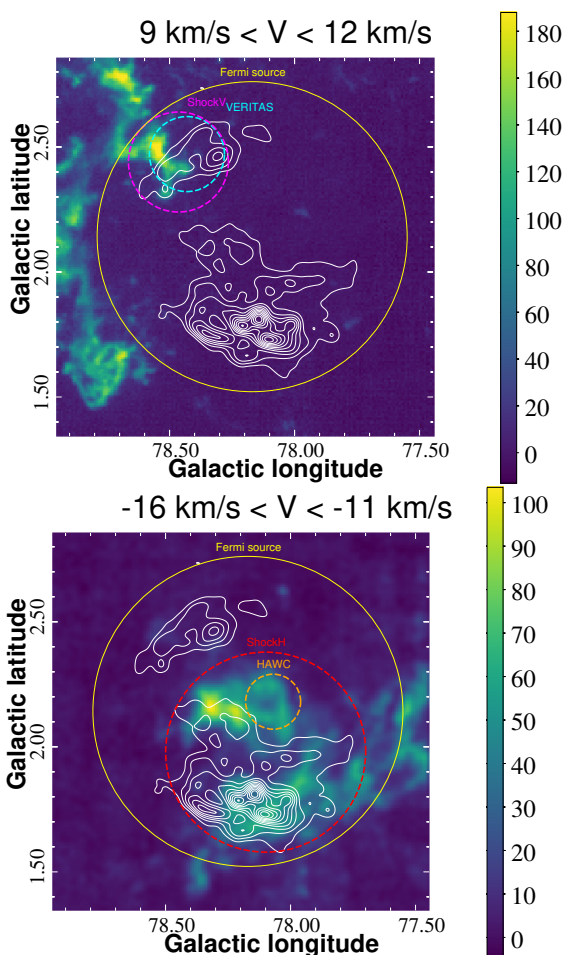 9 km/s < V < 12 km/s
Fermi source
ShockV
VERITAS
2.50
2.00
1.50
Galactic latitude
78.50
78.00
77.50
Galactic longitude
180
160
140
120
100
80
60
40
20
0
-16 km/s < V < -11 km/s
Fermi source
ShockH
HAWC
2.50
2.00
1.50
Galactic latitude
78.50
78.00
77.50
Galactic longitude
100
90
80
70
60
50
40
30
20
10
0